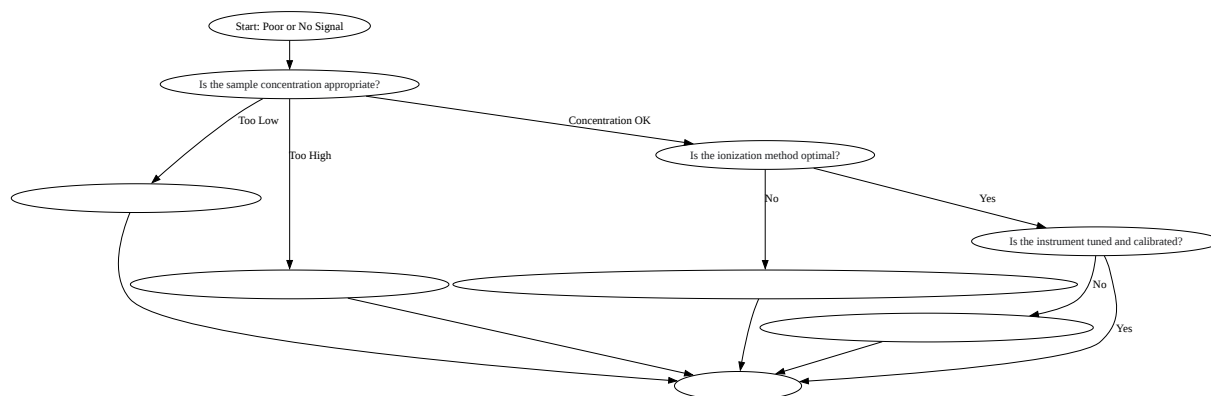 Start: Poor or No Signal
Is the sample concentration appropriate?
Too Low
Concentration OK
Too High
Is the ionization method optimal?
No
Yes
Is the instrument tuned and calibrated?
No
Yes